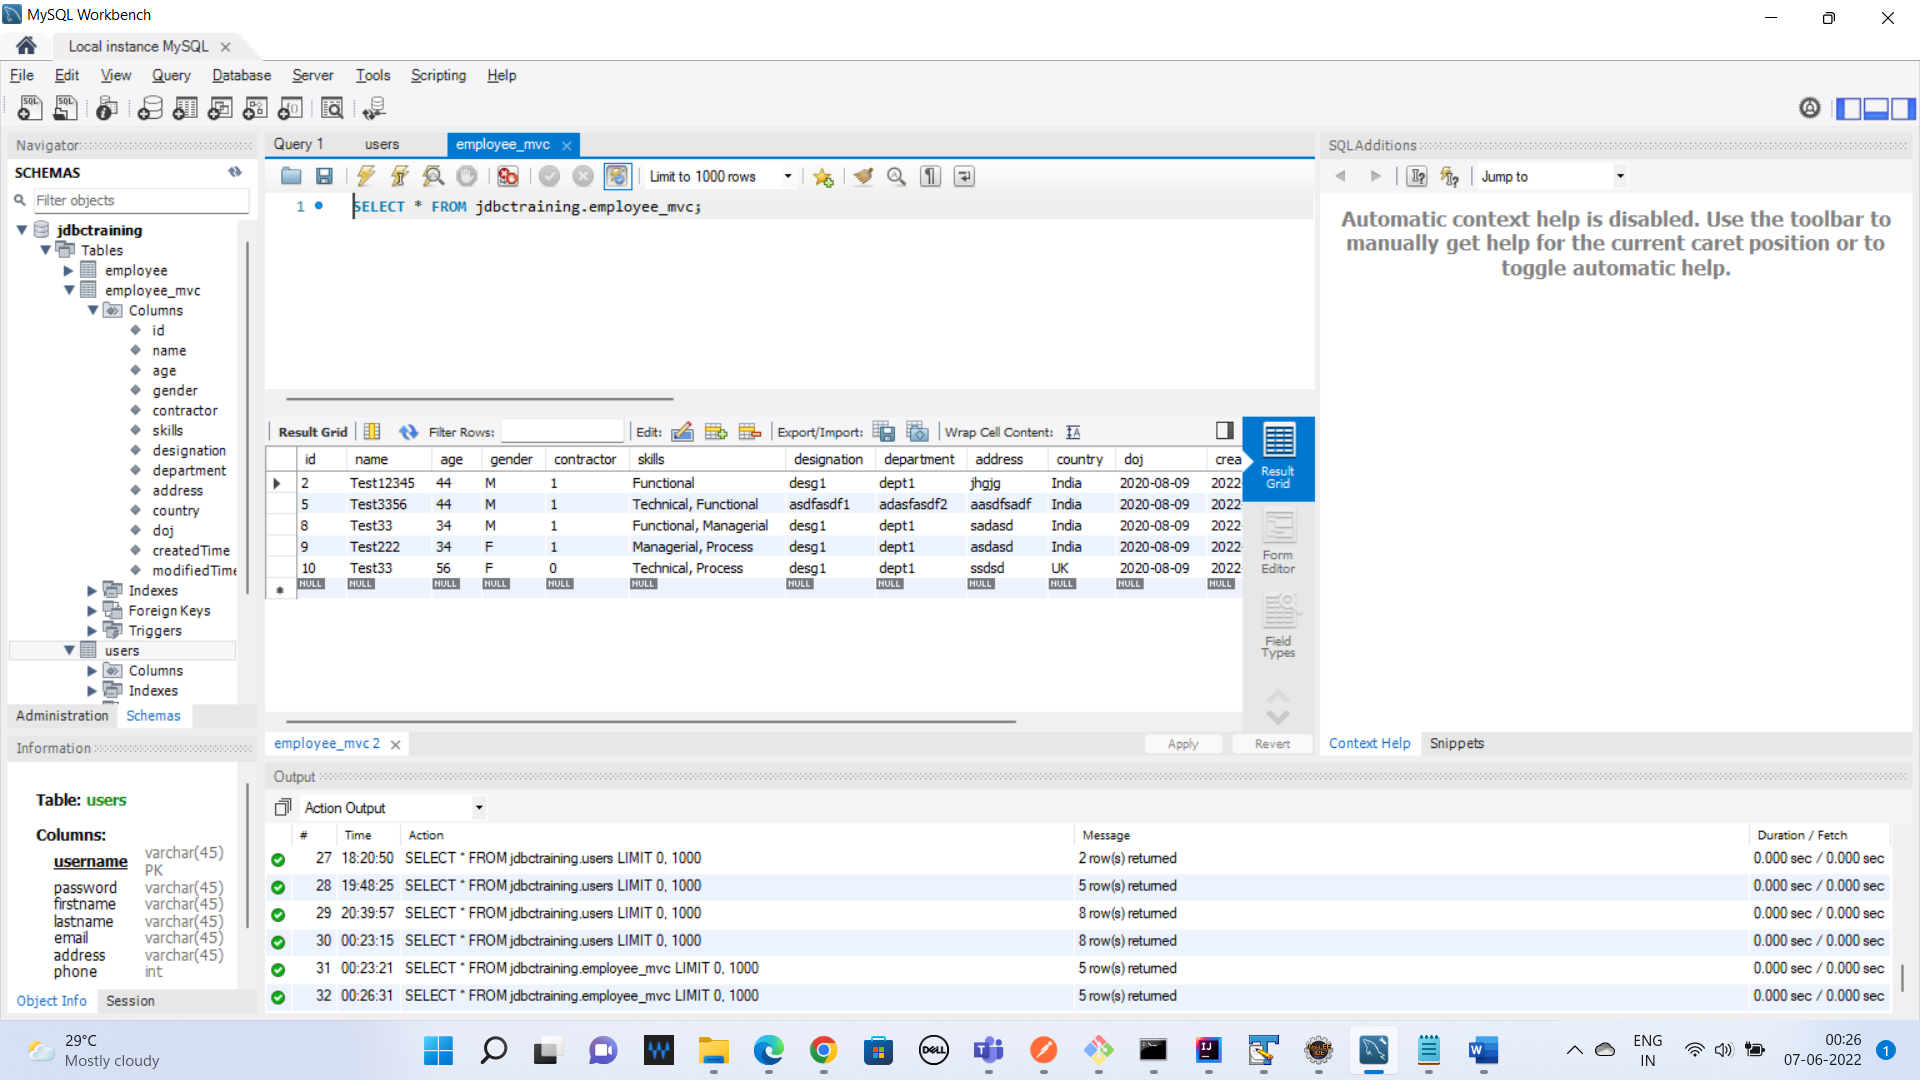 MySQL Workbench
Local instance MySQL
File Edit View Query Database Server Tools Scripting Help
Navigator
SCHEMAS
Filter objects
jdbctraining
Tables
employee
employee_mvc
Columns
id
name
age
gender
contractor
skills
designation
department
address
country
doj
createdTime
modifiedTime
Indexes
Foreign Keys
Triggers
users
Columns
Indexes
Administration Schemas
Information
Table: users
Columns:
username varchar(45) PK
password varchar(45)
firstname varchar(45)
lastname varchar(45)
email varchar(45)
address varchar(45)
phone int
Object Info Session
Query 1 users employee_mvc
Limit to 1000 rows
1 SELECT * FROM jdbctraining.employee_mvc;
Result Grid Filter Rows: Edit: Export/Import: Wrap Cell Content:
id name age gender contractor skills designation department address country doj crea
2 Test12345 44 M 1 Functional desg1 dept1 jhgjg India 2020-08-09 2022-
5 Test3356 44 M 1 Technical, Functional asdfasdf1 adasfasdf2 aasdfsadf India 2020-08-09 2022-
8 Test33 34 M 1 Functional, Managerial desg1 dept1 sadasd India 2020-08-09 2022-
9 Test222 34 F 1 Managerial, Process desg1 dept1 asdasd India 2020-08-09 2022-
10 Test33 56 F 0 Technical, Process desg1 dept1 ssdsd UK 2020-08-09 2022-
NULL NULL NULL NULL NULL NULL NULL NULL NULL NULL NULL NULL
Result Grid
Form Editor
Field Types
employee_mvc 2
Apply Revert
SQLAdditions
Jump to
Automatic context help is disabled. Use the toolbar to
manually get help for the current caret position or to
toggle automatic help.
Context Help Snippets
Output
Action Output
# Time Action Message Duration / Fetch
27 18:20:50 SELECT * FROM jdbctraining.users LIMIT 0, 1000 2 row(s) returned 0.000 sec / 0.000 sec
28 19:48:25 SELECT * FROM jdbctraining.users LIMIT 0, 1000 5 row(s) returned 0.000 sec / 0.000 sec
29 20:39:57 SELECT * FROM jdbctraining.users LIMIT 0, 1000 8 row(s) returned 0.000 sec / 0.000 sec
30 00:23:15 SELECT * FROM jdbctraining.users LIMIT 0, 1000 8 row(s) returned 0.000 sec / 0.000 sec
31 00:23:21 SELECT * FROM jdbctraining.employee_mvc LIMIT 0, 1000 5 row(s) returned 0.000 sec / 0.000 sec
32 00:26:31 SELECT * FROM jdbctraining.employee_mvc LIMIT 0, 1000 5 row(s) returned 0.000 sec / 0.000 sec
29°C
Mostly cloudy
DELL
ENG
IN
00:26
07-06-2022
1